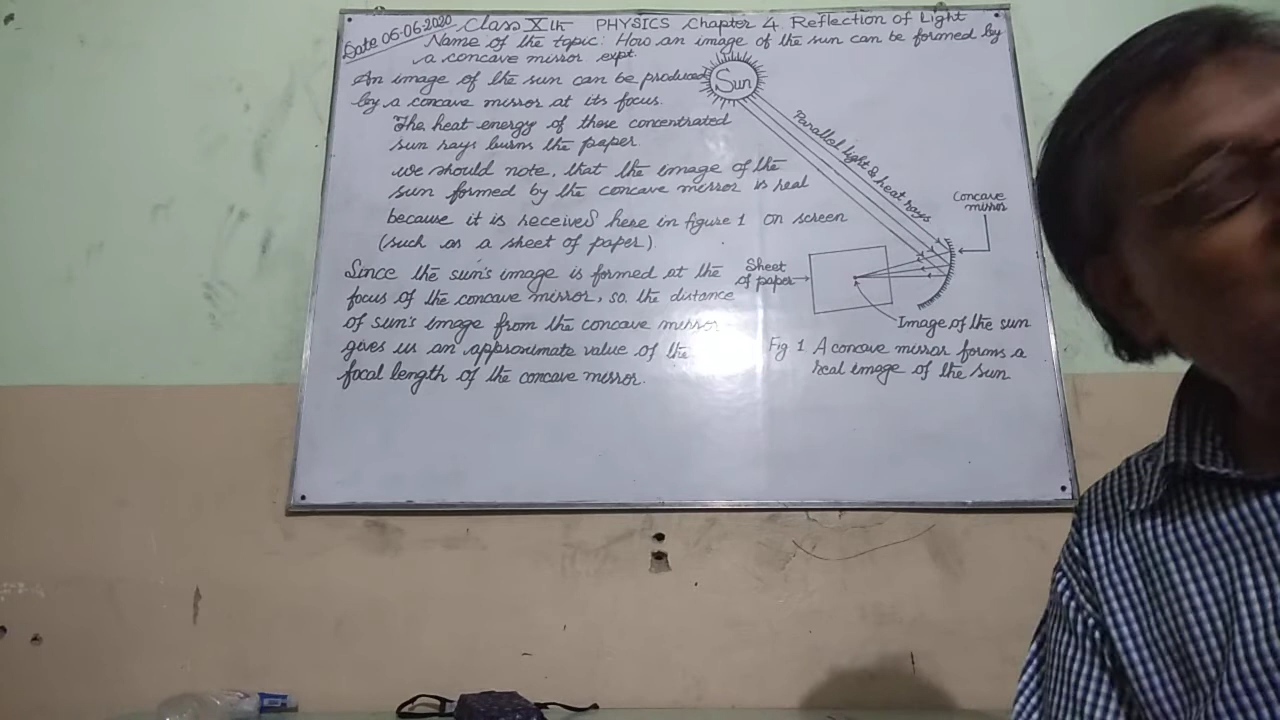 Date 05-06-2020 Class Xth PHYSICS Chapter 4 Reflection of Light
Name of the topic: How an image of the sun can be formed by
a concave mirror expt.
An image of the sun can be produced
by a concave mirror at its focus.
The heat energy of those concentrated
sun rays burns the paper.
we should note, that the image of the
sun formed by the concave mirror is real
because it is received here in figure 1 on screen
(such as a sheet of paper).
Since the sun's image is formed at the
focus of the concave mirror, so the distance
of sun's image from the concave mirror
gives us an approximate value of the
focal length of the concave mirror.
Sun
Parallel light & heat rays
Concave
mirror
Sheet
of paper
Image of the sun
Fig 1 A concave mirror forms a
real image of the sun